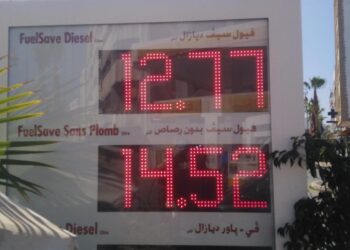 FuelSave Diesel فيول سيف ديازال
12.77
FuelSave Sans Plomb فيول سيف بدون رصاص
14.52
Diesel في - باور ديازال